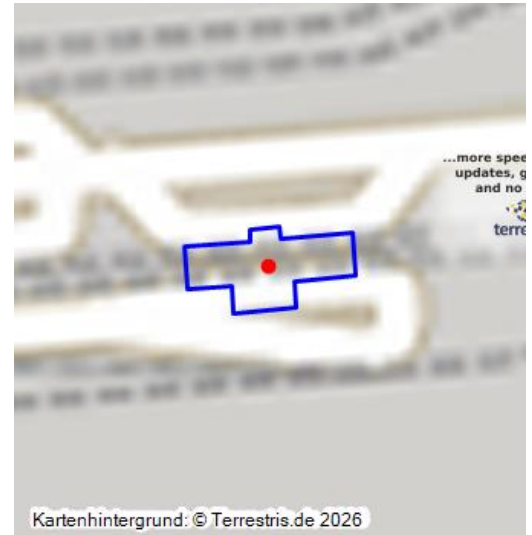 ...more spee
updates, g
and no
terre
Kartenhintergrund: © Terrestris.de 2026